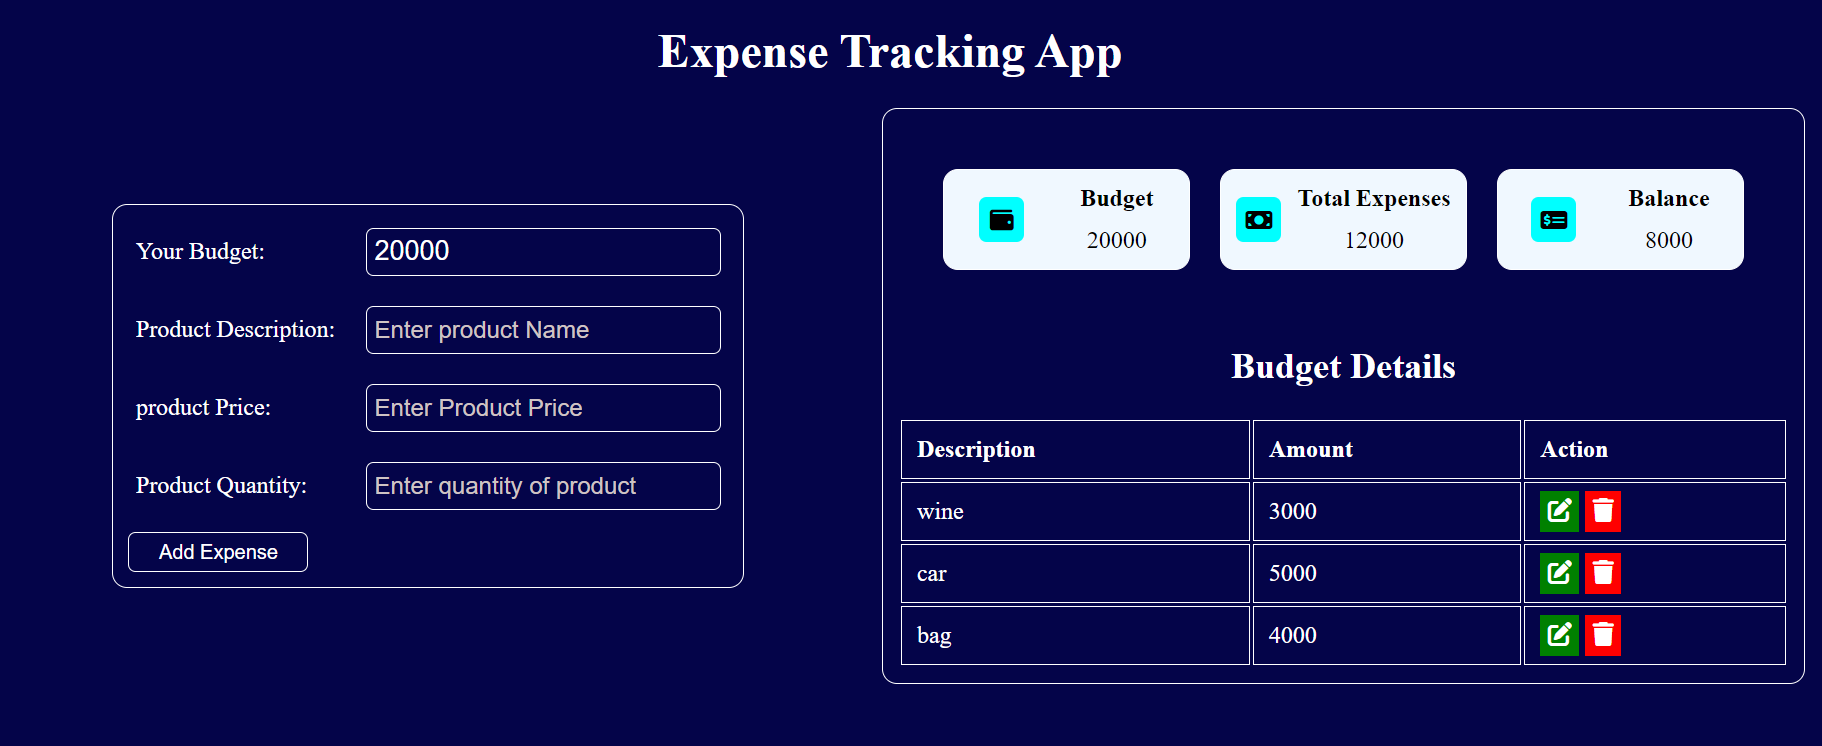 Expense Tracking App
Your Budget: 20000
Product Description: Enter product Name
product Price: Enter Product Price
Product Quantity: Enter quantity of product
Add Expense
Budget
20000
Total Expenses
12000
Balance
8000
Budget Details
Description Amount Action
wine 3000
car 5000
bag 4000